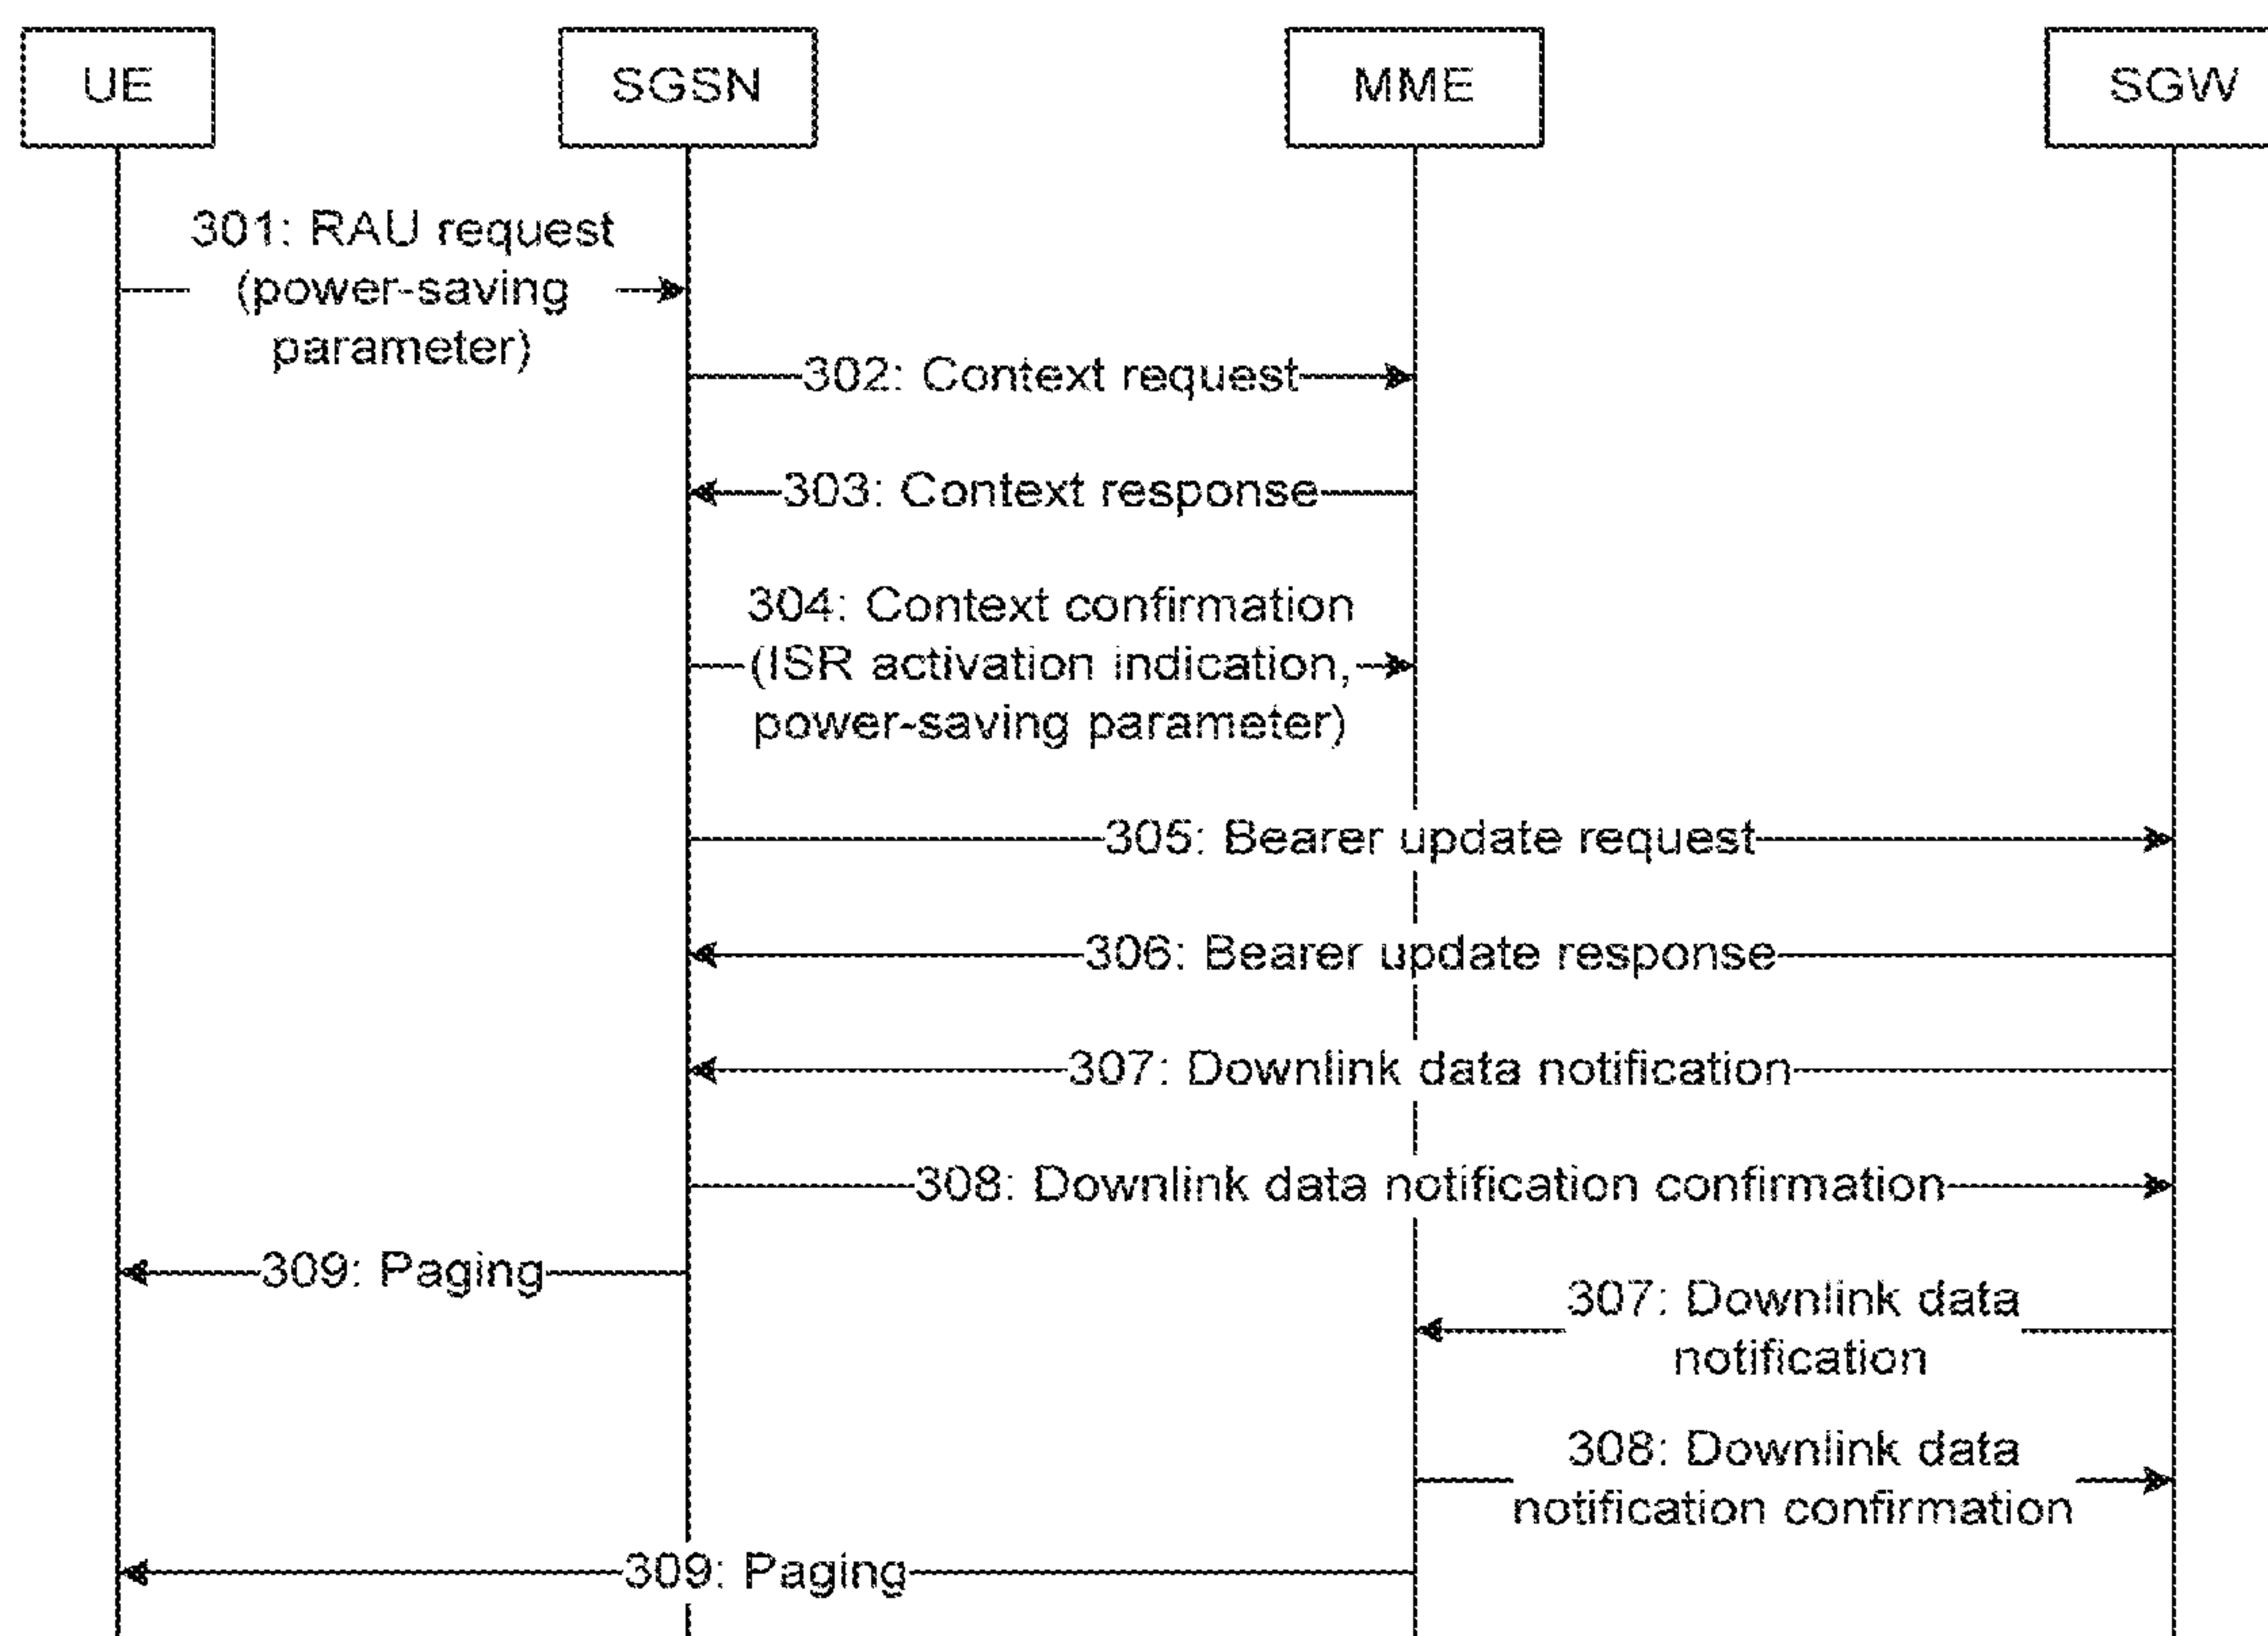 UE
SGSN
MME
SGW
301: RAU request
(power-saving
parameter)
302: Context request
303: Context response
304: Context confirmation
(ISR activation indication,
power-saving parameter)
305: Bearer update request
306: Bearer update response
307: Downlink data notification
308: Downlink data notification confirmation
309: Paging
307: Downlink data
notification
308: Downlink data
notification confirmation
309: Paging